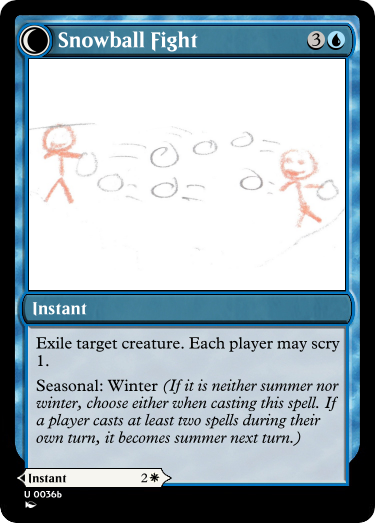 Snowball Fight 3
Instant
Exile target creature. Each player may scry
1.
Seasonal: Winter (If it is neither summer nor
winter, choose either when casting this spell. If
a player casts at least two spells during their
own turn, it becomes summer next turn.)
Instant 2
U 0036b